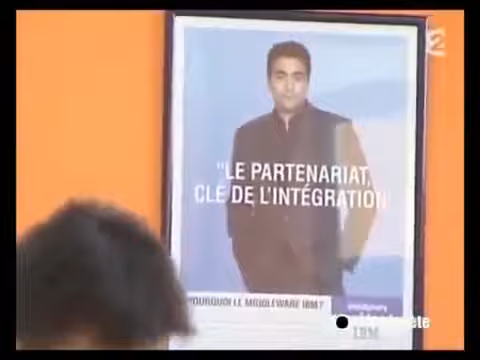 2
"LE PARTENARIAT,
CLÉ DE L'INTÉGRATION"
POURQUOI LE MIDDLEWARE IBM ?
IBM